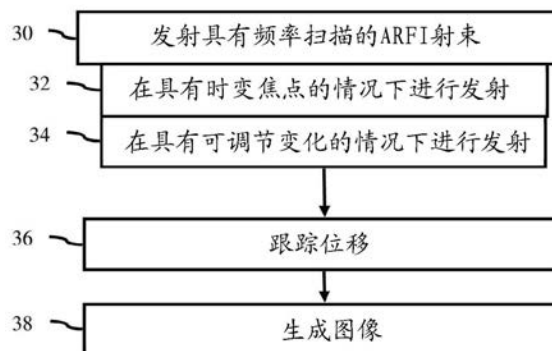 30 发射具有频率扫描的ARFI射束
32 在具有时变焦点的情况下进行发射
34 在具有可调节变化的情况下进行发射
36 跟踪位移
38 生成图像